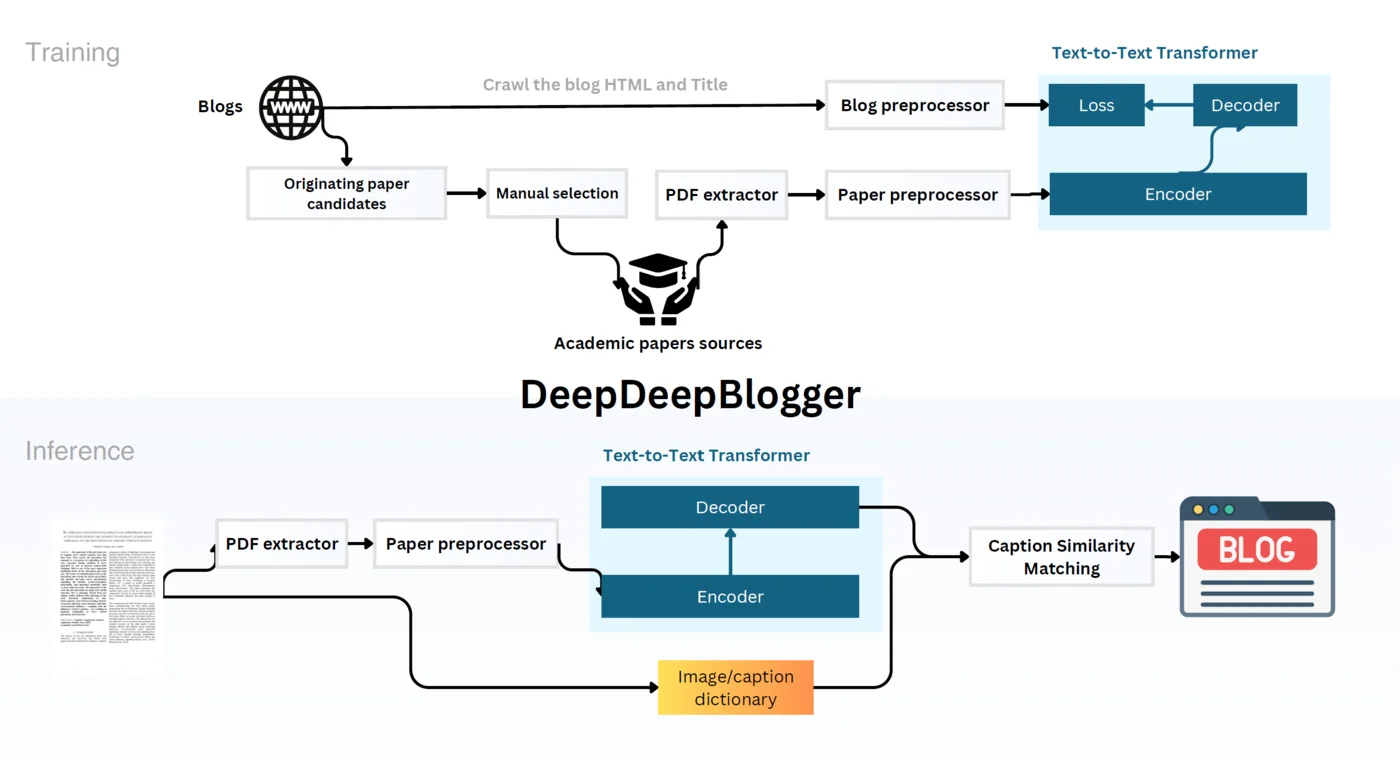 Training
Text-to-Text Transformer
Crawl the blog HTML and Title
Blogs
WWW
Blog preprocessor
Loss
Decoder
Originating paper
candidates
Manual selection
PDF extractor
Paper preprocessor
Encoder
Academic papers sources
DeepDeepBlogger
Inference
Text-to-Text Transformer
Decoder
PDF extractor
Paper preprocessor
Encoder
Caption Similarity
Matching
BLOG
Image/caption
dictionary